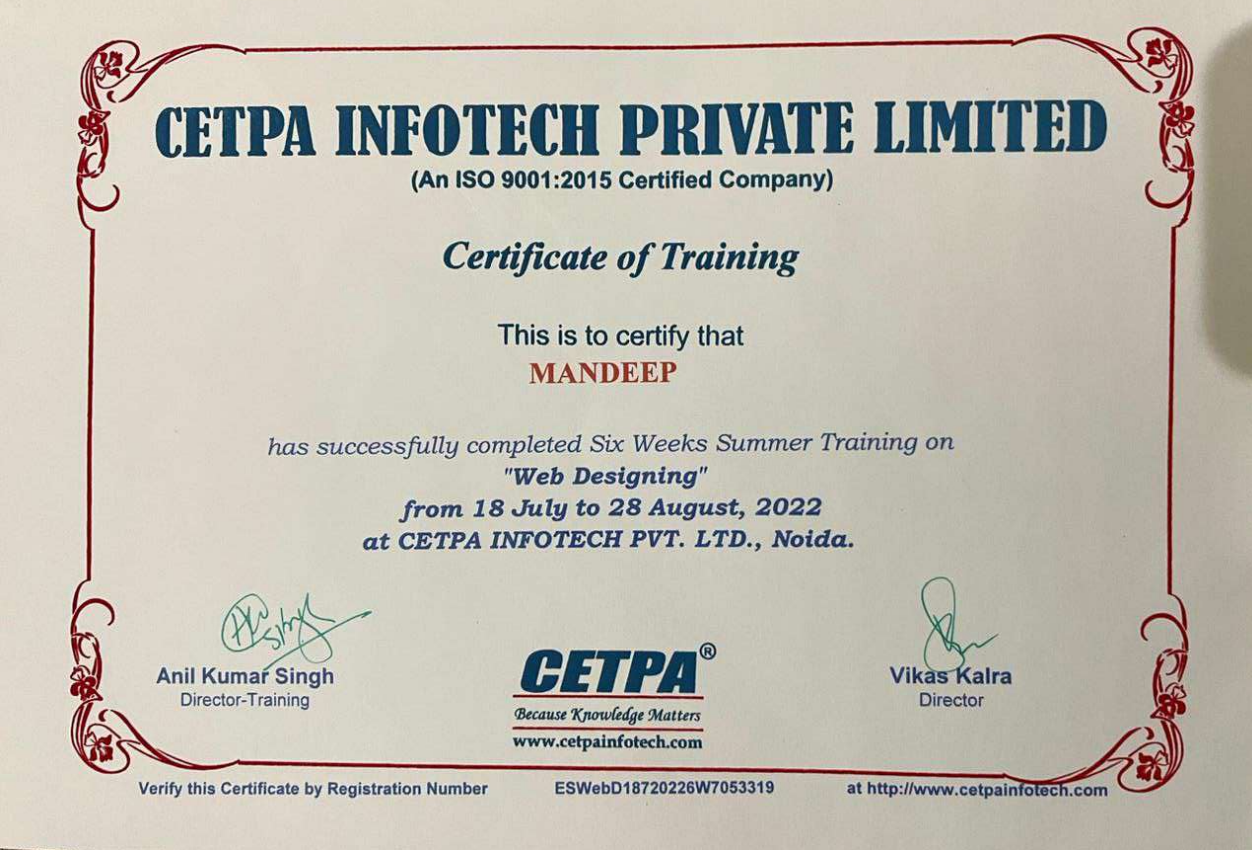 CETPA INFOTECH PRIVATE LIMITED
(An ISO 9001:2015 Certified Company)
Certificate of Training
This is to certify that
MANDEEP
has successfully completed Six Weeks Summer Training on
"Web Designing"
from 18 July to 28 August, 2022
at CETPA INFOTECH PVT. LTD., Noida.
Singh
Anil Kumar Singh
Director-Training
CETPA®
Because Knowledge Matters
www.cetpainfotech.com
Vikas Kalra
Director
Verify this Certificate by Registration Number ESWebD18720226W7053319 at http://www.cetpainfotech.com